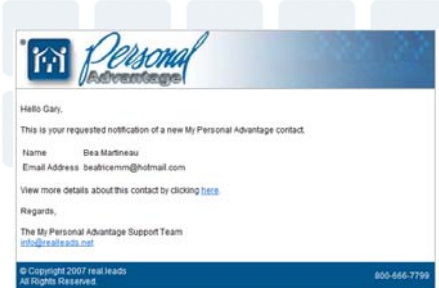 Personal
Advantage
Hello Gary,
This is your requested notification of a new My Personal Advantage contact.
Name Bea Martineau
Email Address beatricemm@hotmail.com
View more details about this contact by clicking here.
Regards,
The My Personal Advantage Support Team
info@realleads.net
© Copyright 2007 real.leads
All Rights Reserved.
800-666-7799